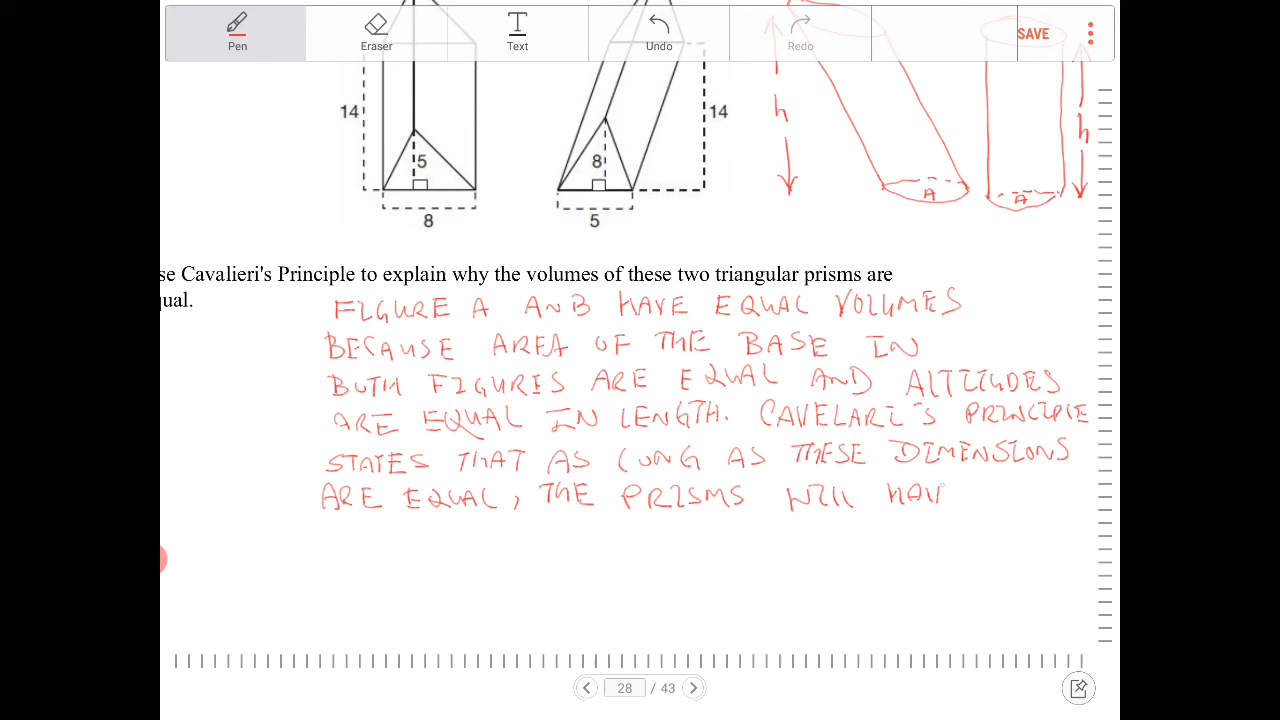 Pen
Eraser
Text
Undo
Redo
SAVE
14
5
8
8
5
14
h
A
A
h
se Cavalieri's Principle to explain why the volumes of these two triangular prisms are
ual.
FIGURE A AND B HAVE EQUAL VOLUMES
BECAUSE AREA OF THE BASE IN
BOTH FIGURES ARE EQUAL AND ALTITUDES
ARE EQUAL IN LENGTH. CAVELARI'S PRINCIPLE
STATES THAT AS LONG AS THESE DIMENSIONS
ARE EQUAL, THE PRISMS WILL HAV
28 / 43